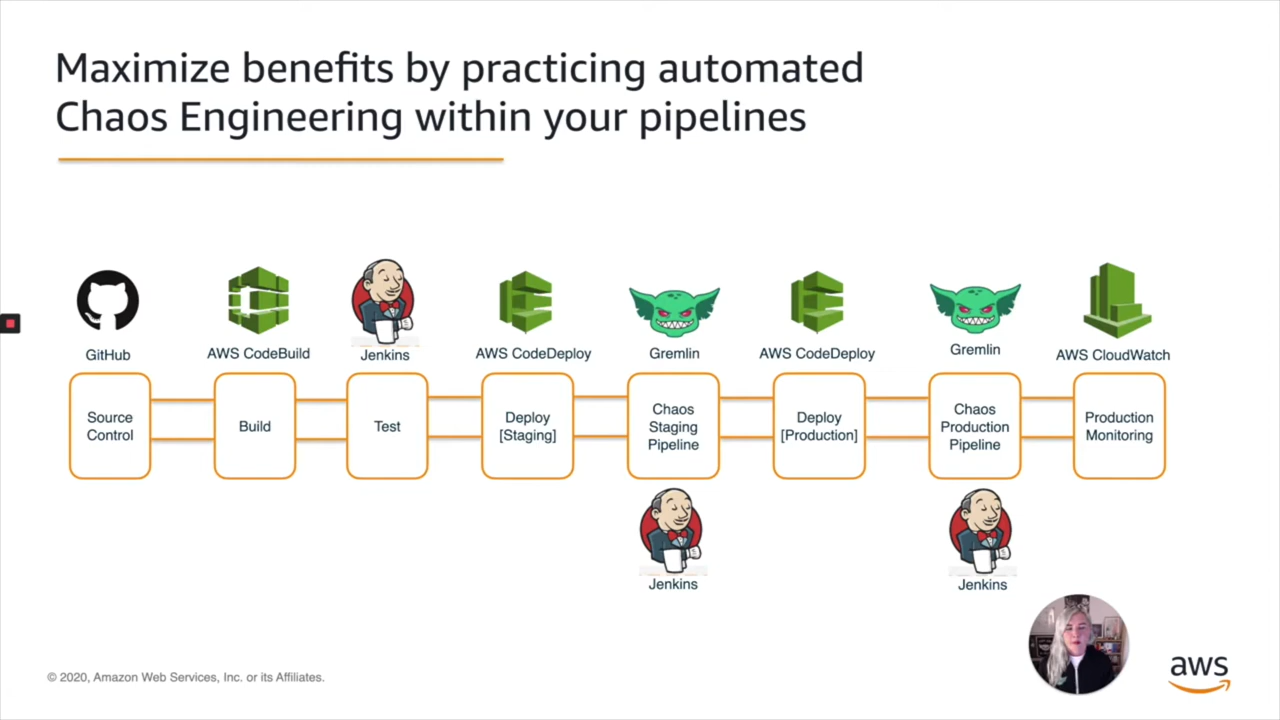 Maximize benefits by practicing automated
Chaos Engineering within your pipelines
GitHub
AWS CodeBuild
Jenkins
AWS CodeDeploy
Gremlin
AWS CodeDeploy
Gremlin
AWS CloudWatch
Source
Control
Build
Test
Deploy
[Staging]
Chaos
Staging
Pipeline
Deploy
[Production]
Chaos
Production
Pipeline
Production
Monitoring
Jenkins
Jenkins
© 2020, Amazon Web Services, Inc. or its Affiliates.
aws